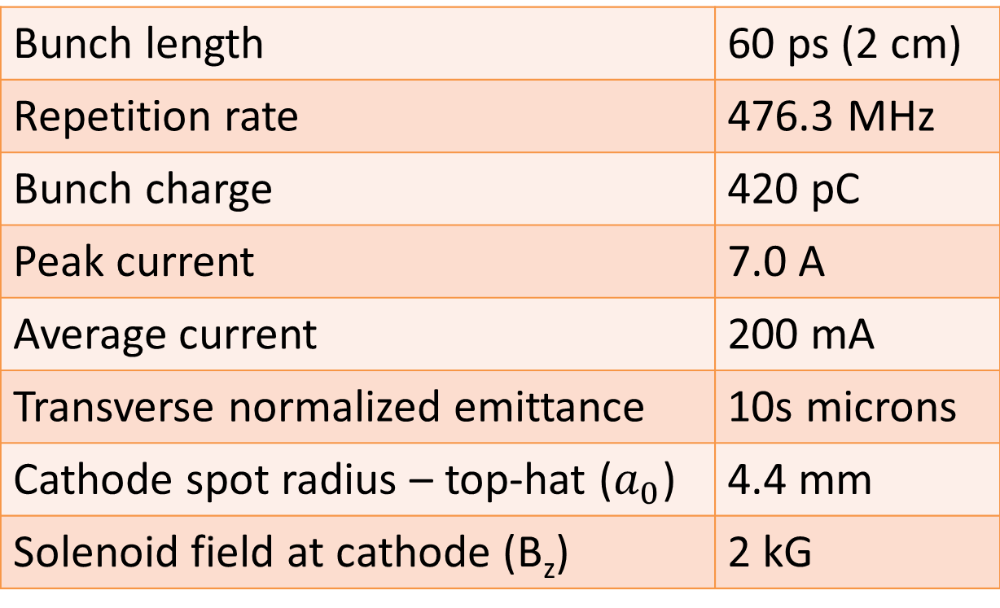 Bunch length 60 ps (2 cm)
Repetition rate 476.3 MHz
Bunch charge 420 pC
Peak current 7.0 A
Average current 200 mA
Transverse normalized emittance 10s microns
Cathode spot radius – top-hat (𝑎₀) 4.4 mm
Solenoid field at cathode (B_z) 2 kG